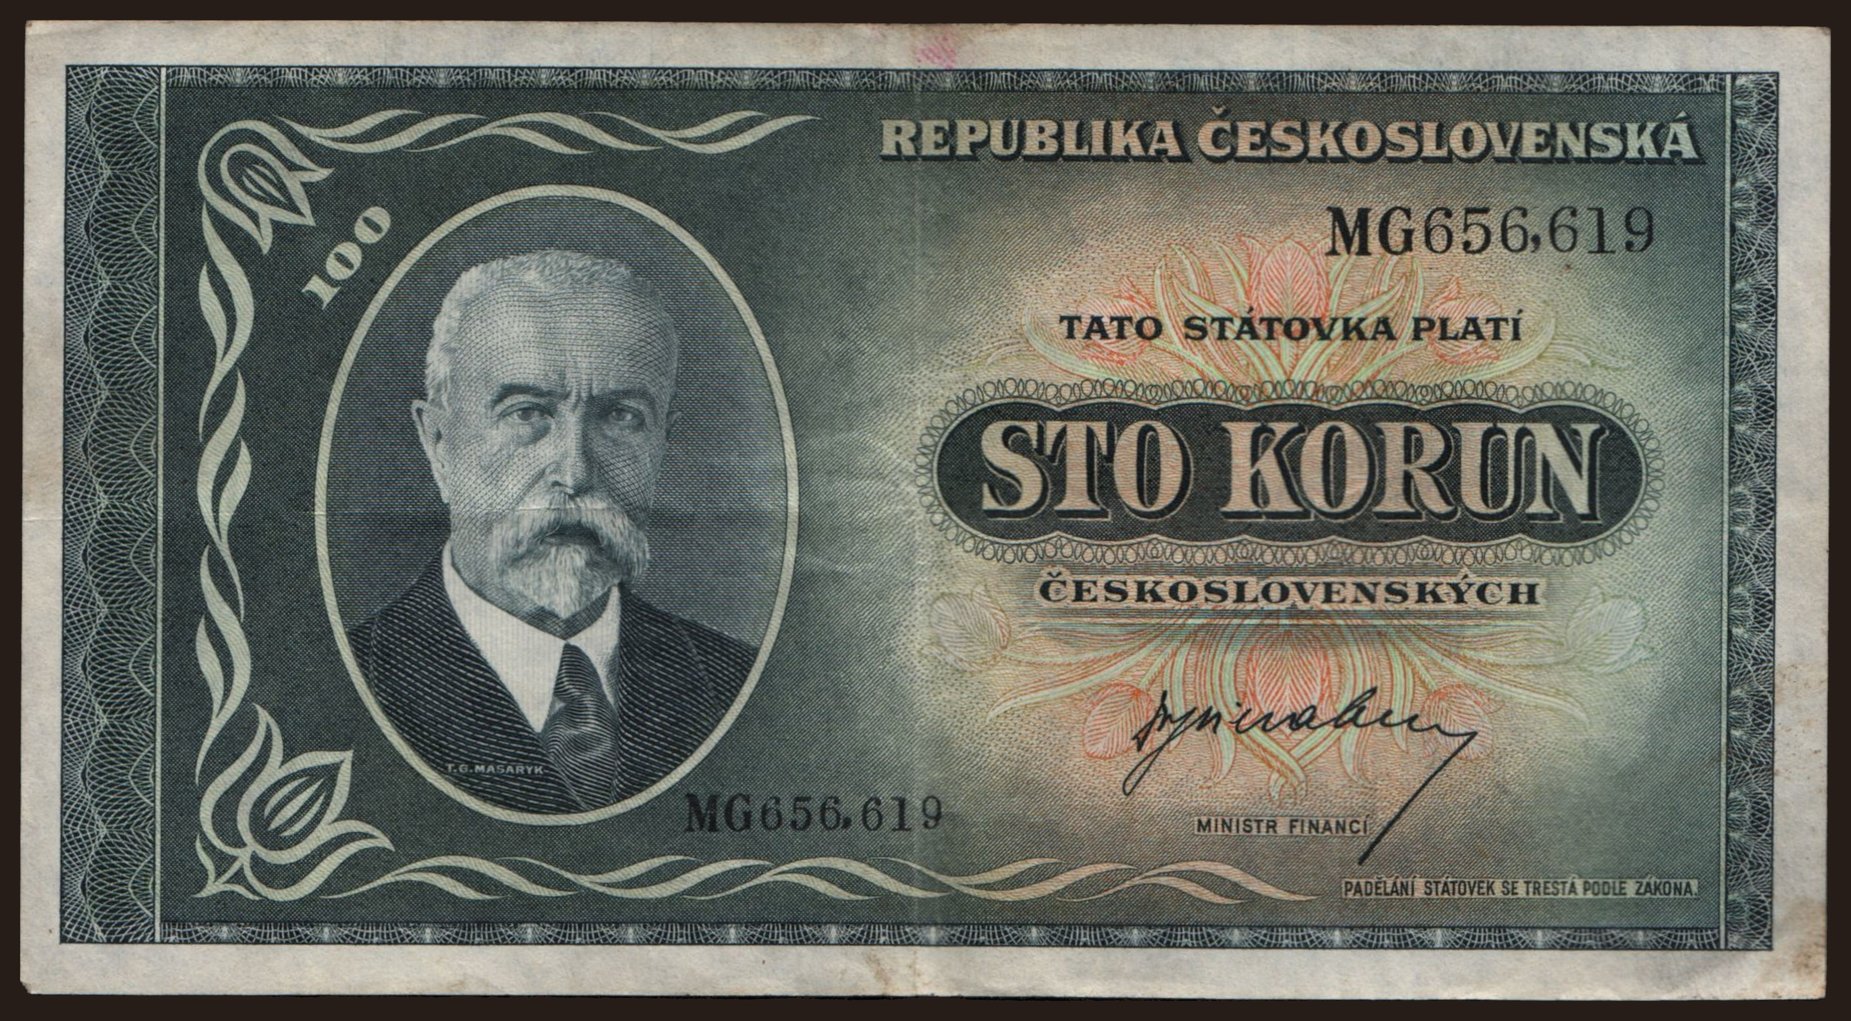 REPUBLIKA ČESKOSLOVENSKÁ
100
MG656,619
TATO STÁTOVKA PLATÍ
STO KORUN
ČESKOSLOVENSKÝCH
T.G.MASARYK
MG656,619
MINISTR FINANCÍ
PADĚLÁNÍ STÁTOVEK SE TRESTÁ PODLE ZÁKONA.